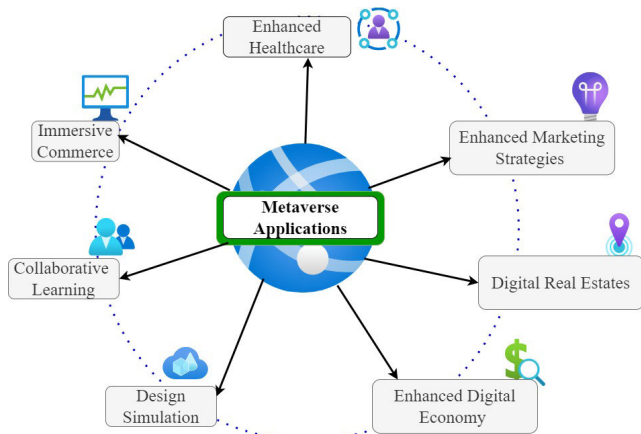 Enhanced
Healthcare
Immersive
Commerce
Enhanced Marketing
Strategies
Metaverse
Applications
Collaborative
Learning
Digital Real Estates
Design
Simulation
Enhanced Digital
Economy